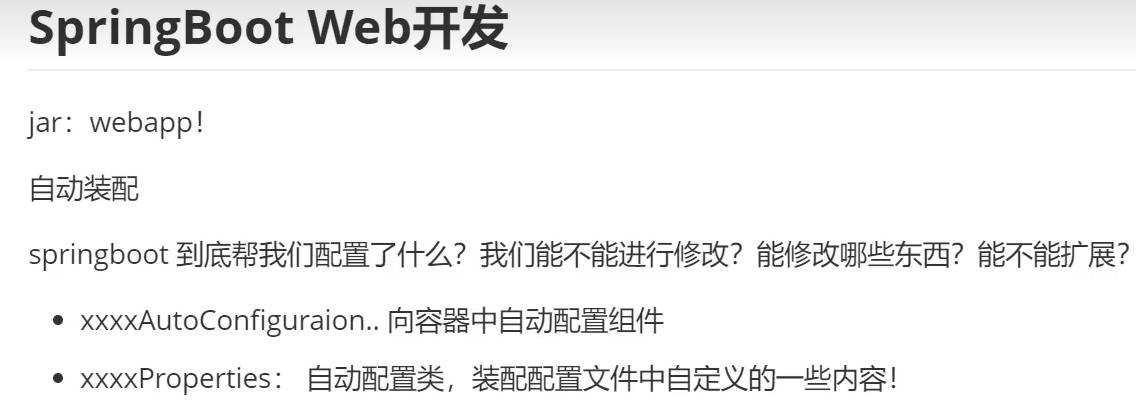 SpringBoot Web开发
jar：webapp！
自动装配
springboot 到底帮我们配置了什么？我们能不能进行修改？能修改哪些东西？能不能扩展？
xxxxAutoConfiguraion.. 向容器中自动配置组件
xxxxProperties： 自动配置类，装配配置文件中自定义的一些内容！